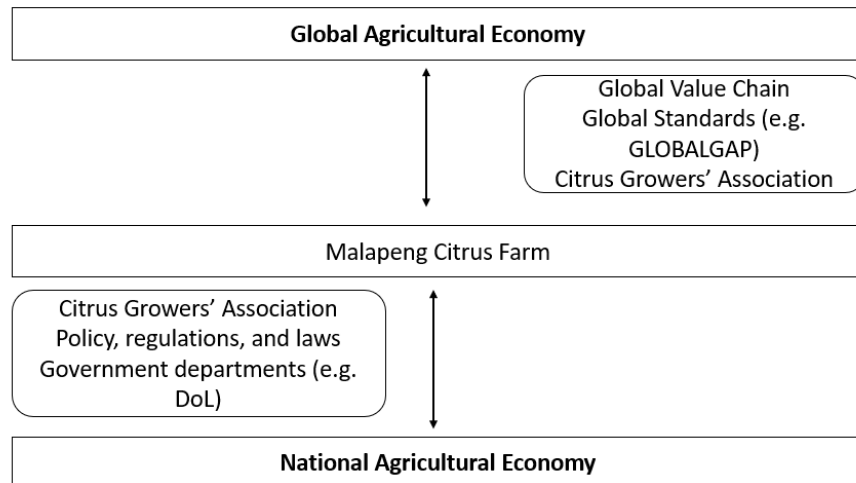 Global Agricultural Economy
Global Value Chain
Global Standards (e.g.
GLOBALGAP)
Citrus Growers’ Association
Malapeng Citrus Farm
Citrus Growers’ Association
Policy, regulations, and laws
Government departments (e.g.
DoL)
National Agricultural Economy